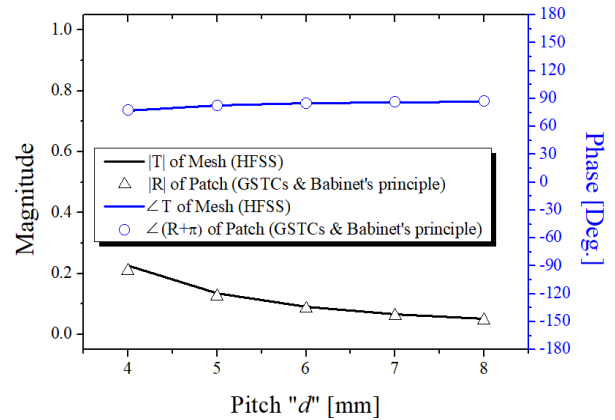 1.0
0.8
0.6
0.4
0.2
0.0
Magnitude
180
150
120
90
60
30
0
-30
-60
-90
-120
-150
-180
Phase [Deg.]
|T| of Mesh (HFSS)
|R| of Patch (GSTCs & Babinet's principle)
∠T of Mesh (HFSS)
∠(R+π) of Patch (GSTCs & Babinet's principle)
4 5 6 7 8
Pitch "d" [mm]